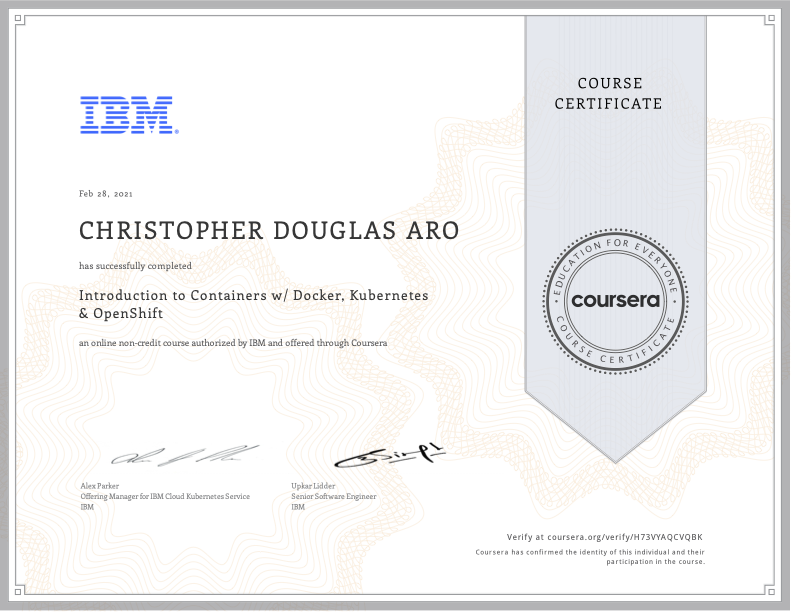 IBM®
COURSE
CERTIFICATE
Feb 28, 2021
CHRISTOPHER DOUGLAS ARO
has successfully completed
Introduction to Containers w/ Docker, Kubernetes
& OpenShift
an online non-credit course authorized by IBM and offered through Coursera
EDUCATION FOR EVERYONE
coursera
COURSE CERTIFICATE
Alex Parker
Offering Manager for IBM Cloud Kubernetes Service
IBM
Upkar Lidder
Senior Software Engineer
IBM
Verify at coursera.org/verify/H73VYAQCVQBK
Coursera has confirmed the identity of this individual and their
participation in the course.